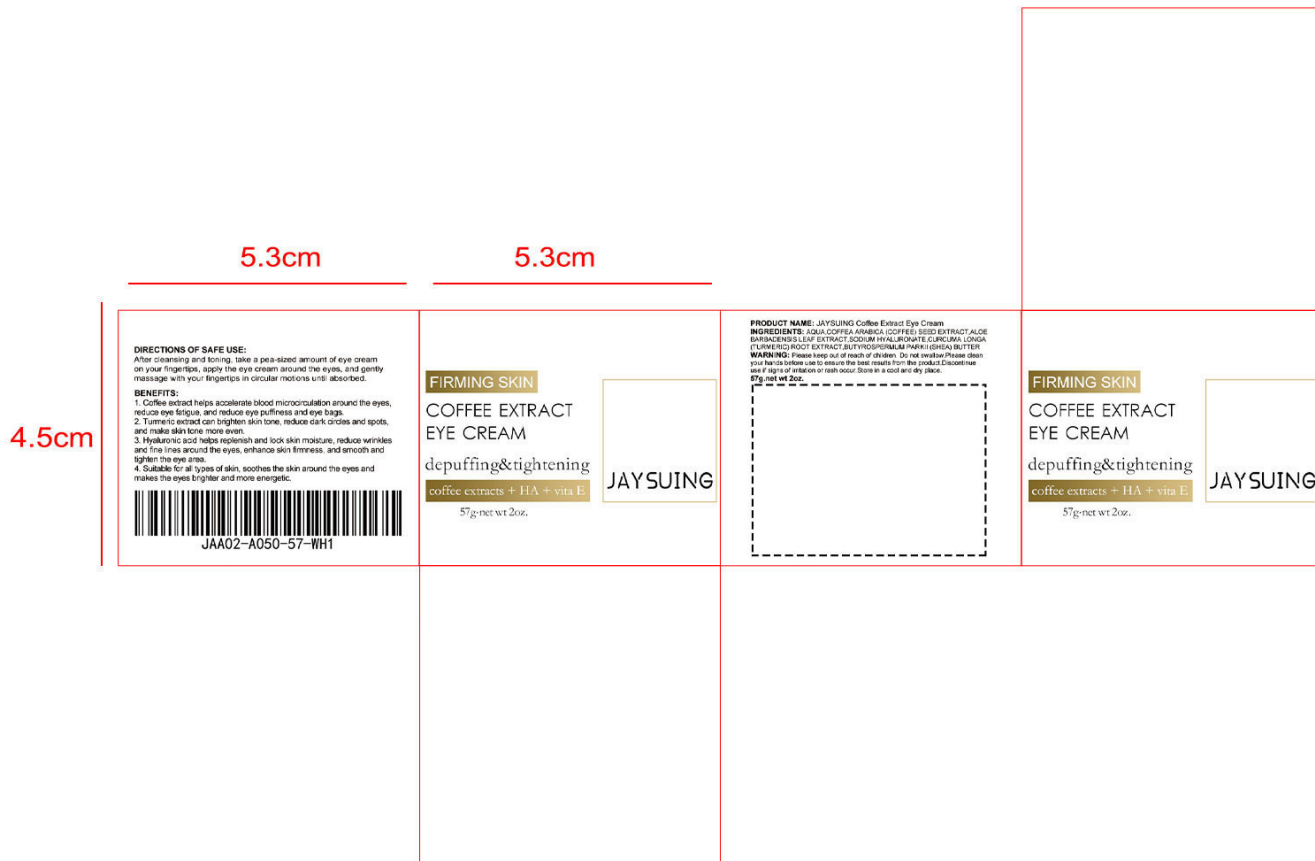 5.3cm
5.3cm
4.5cm
DIRECTIONS OF SAFE USE:
After cleansing and toning, take a pea-sized amount of eye cream
on your fingertips, apply the eye cream around the eyes, and gently
massage with your fingertips in circular motions until absorbed.
BENEFITS:
1. Coffee extract helps accelerate blood microcirculation around the eyes,
reduce eye fatigue, and reduce eye puffiness and eye bags.
2. Turmeric extract can brighten skin tone, reduce dark circles and spots,
and make skin tone more even.
3. Hyaluronic acid helps replenish and lock skin moisture, reduce wrinkles
and fine lines around the eyes, enhance skin firmness, and smooth and
tighten the eye area.
4. Suitable for all types of skin, soothes the skin around the eyes and
makes the eyes brighter and more energetic.
JAA02-A050-57-WH1
FIRMING SKIN
COFFEE EXTRACT
EYE CREAM
depuffing&tightening
coffee extracts + HA + vita E
57g·net wt 2oz.
JAYSUING
PRODUCT NAME: JAYSUING Coffee Extract Eye Cream
INGREDIENTS: AQUA,COFFEA ARABICA (COFFEE) SEED EXTRACT,ALOE
BARBADENSIS LEAF EXTRACT,SODIUM HYALURONATE,CURCUMA LONGA
(TURMERIC) ROOT EXTRACT,BUTYROSPERMUM PARKII (SHEA) BUTTER
WARNING: Please keep out of reach of children. Do not swallow.Please clean
your hands before use to ensure the best results from the product.Discontinue
use if signs of irritation or rash occur.Store in a cool and dry place.
57g.net wt 2oz.
FIRMING SKIN
COFFEE EXTRACT
EYE CREAM
depuffing&tightening
coffee extracts + HA + vita E
57g·net wt 2oz.
JAYSUING